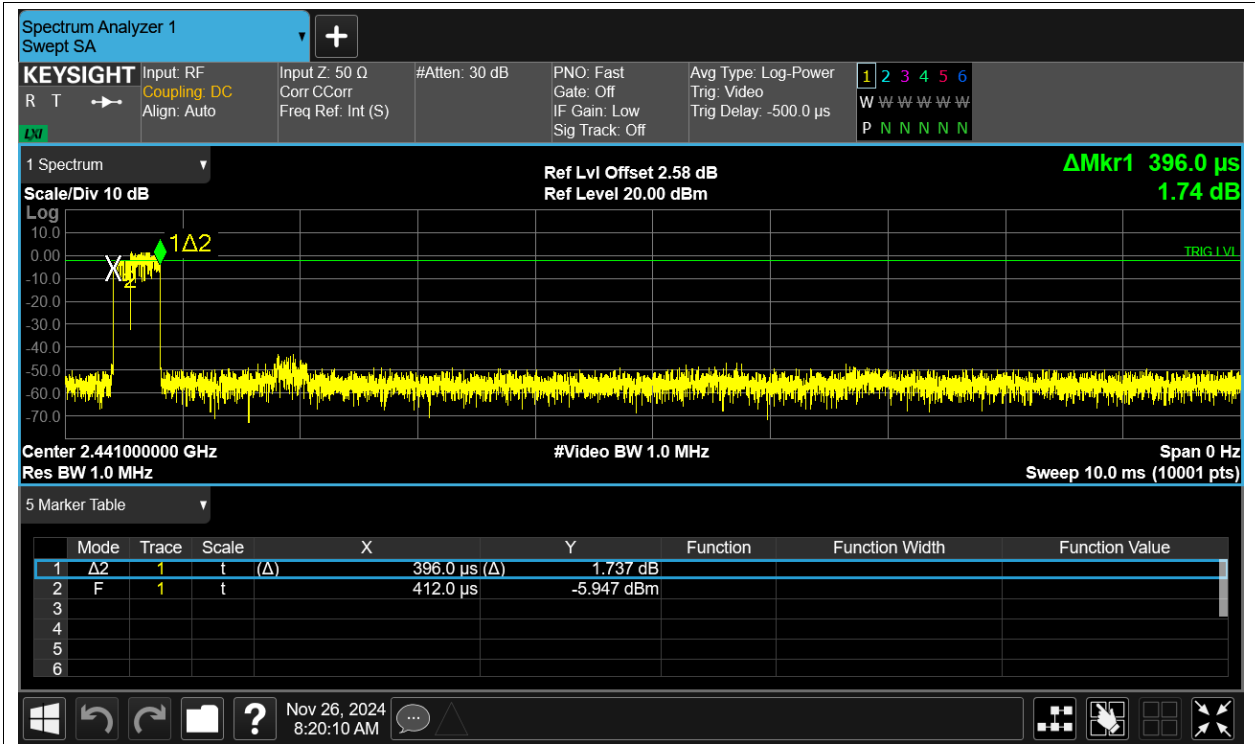 Spectrum Analyzer 1
Swept SA
KEYSIGHT
R T
LXI
Input: RF
Coupling: DC
Align: Auto
Input Z: 50 Ω
Corr CCorr
Freq Ref: Int (S)
#Atten: 30 dB
PNO: Fast
Gate: Off
IF Gain: Low
Sig Track: Off
Avg Type: Log-Power
Trig: Video
Trig Delay: -500.0 µs
1 2 3 4 5 6
W W W W W W
P N N N N N
1 Spectrum
Scale/Div 10 dB
Ref Lvl Offset 2.58 dB
Ref Level 20.00 dBm
ΔMkr1 396.0 µs
1.74 dB
Log
10.0
0.00
-10.0
-20.0
-30.0
-40.0
-50.0
-60.0
-70.0
1Δ2
2
TRIG LVL
Center 2.441000000 GHz
Res BW 1.0 MHz
#Video BW 1.0 MHz
Span 0 Hz
Sweep 10.0 ms (10001 pts)
5 Marker Table
Mode Trace Scale X Y Function Function Width Function Value
1 Δ2 1 t (Δ) 396.0 µs (Δ) 1.737 dB
2 F 1 t 412.0 µs -5.947 dBm
3
4
5
6
?
Nov 26, 2024
8:20:10 AM